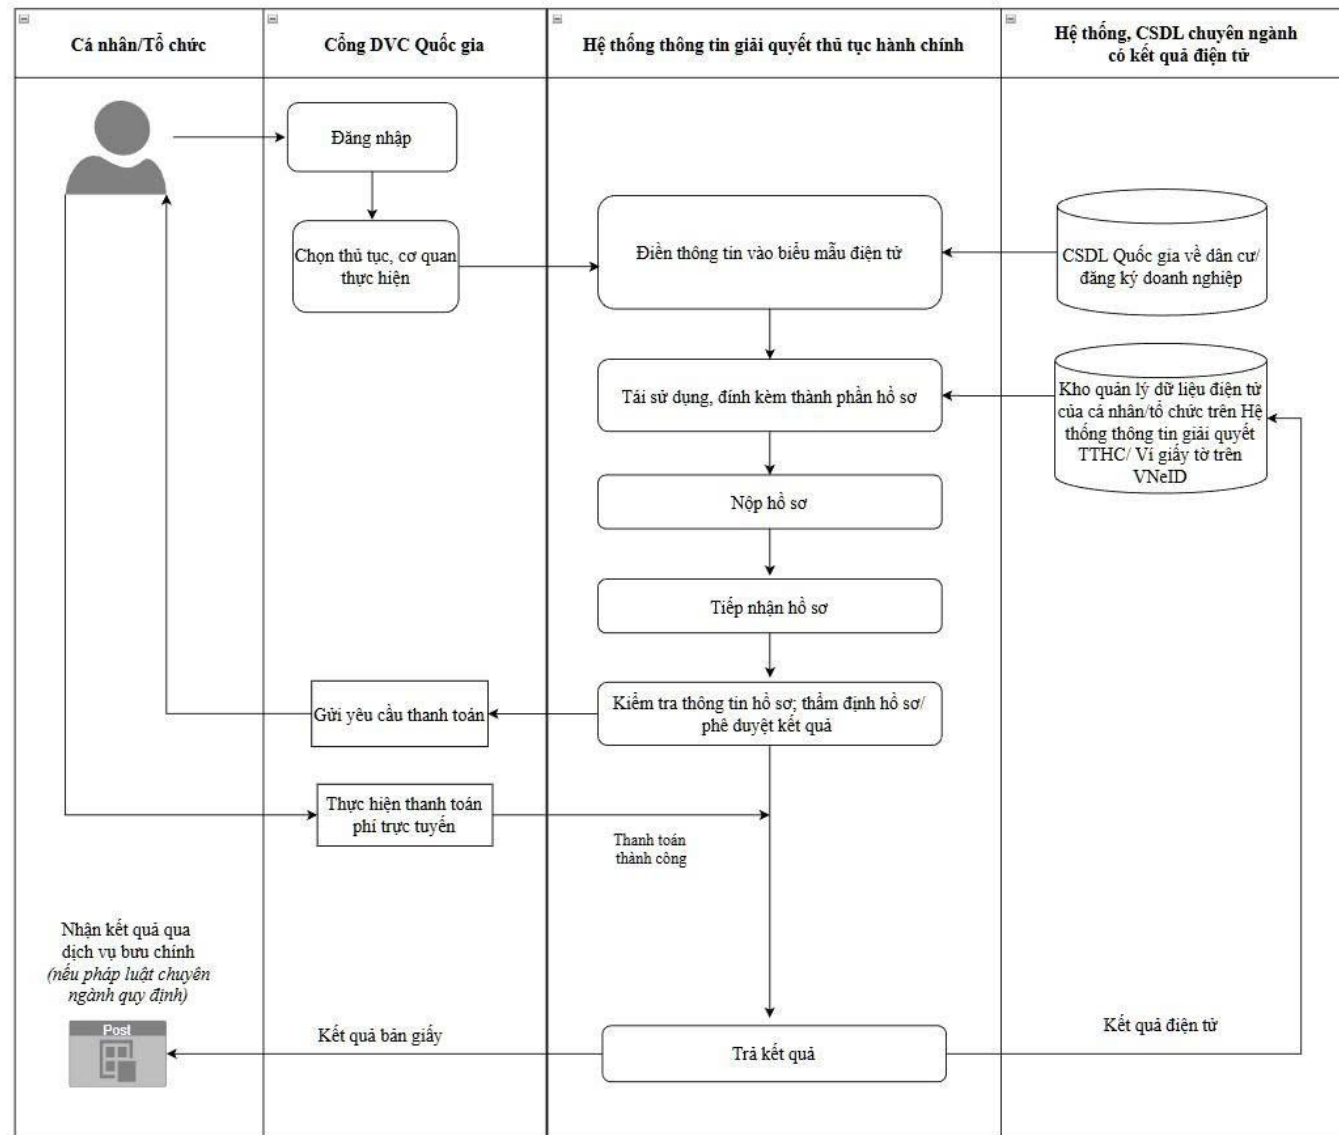 Cá nhân/Tổ chức
Cổng DVC Quốc gia
Hệ thống thông tin giải quyết thủ tục hành chính
Hệ thống, CSDL chuyên ngành
có kết quả điện tử
Đăng nhập
Chọn thủ tục, cơ quan
thực hiện
Điền thông tin vào biểu mẫu điện tử
CSDL Quốc gia về dân cư/
đăng ký doanh nghiệp
Tái sử dụng, đính kèm thành phần hồ sơ
Kho quản lý dữ liệu điện tử
của cá nhân/tổ chức trên Hệ
thống thông tin giải quyết
TTHC/ Ví giấy tờ trên
VNeID
Nộp hồ sơ
Tiếp nhận hồ sơ
Kiểm tra thông tin hồ sơ; thẩm định hồ sơ/
phê duyệt kết quả
Gửi yêu cầu thanh toán
Thực hiện thanh toán
phí trực tuyến
Thanh toán
thành công
Nhận kết quả qua
dịch vụ bưu chính
(nếu pháp luật chuyên
ngành quy định)
Post
Kết quả bản giấy
Trả kết quả
Kết quả điện tử